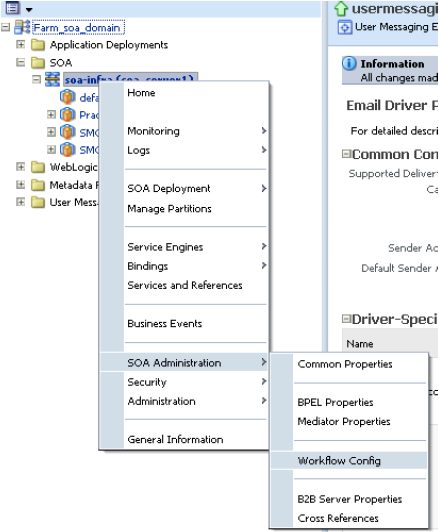 Farm_soa_domain
Application Deployments
SOA
soa-infra (soa_server1)
defa
Prac
SMC
SMC
WebLogic
Metadata R
User Mess
Home
Monitoring
Logs
SOA Deployment
Manage Partitions
Service Engines
Bindings
Services and References
Business Events
SOA Administration
Security
Administration
General Information
Common Properties
BPEL Properties
Mediator Properties
Workflow Config
B2B Server Properties
Cross References
usermessagi
User Messaging E
Information
All changes mad
Email Driver P
For detailed descri
Common Con
Supported Deliver
Ca
Sender Ad
Default Sender A
Driver-Speci
Name